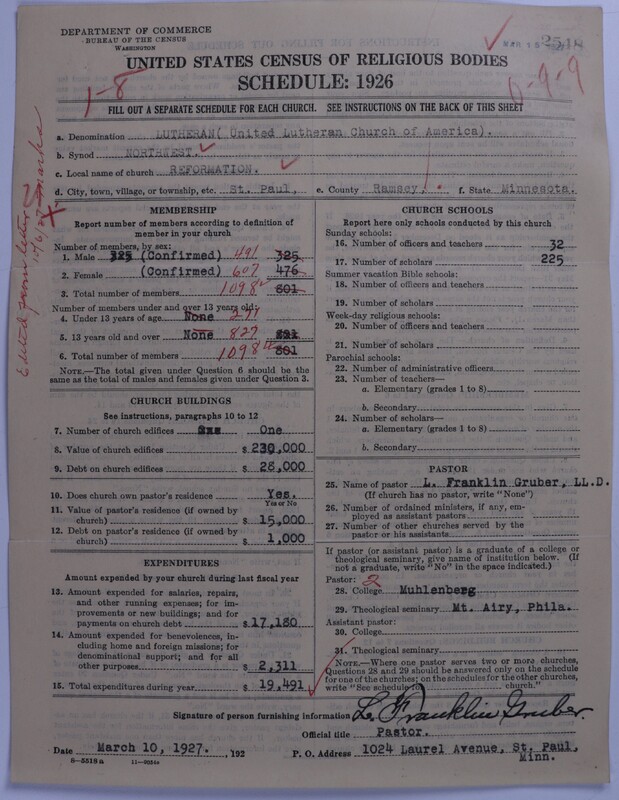 DEPARTMENT OF COMMERCE
BUREAU OF THE CENSUS
WASHINGTON
MAR 15
UNITED STATES CENSUS OF RELIGIOUS BODIES
SCHEDULE: 1926
1-8
6-9-9
FILL OUT A SEPARATE SCHEDULE FOR EACH CHURCH. SEE INSTRUCTIONS ON THE BACK OF THIS SHEET
a. Denomination LUTHERAN( United Lutheran Church of America).
b. Synod NORTHWEST.
c. Local name of church REFORMATION.
d. City, town, village, or township, etc. St. Paul, e. County Ramsey, f. State Minnesota.
MEMBERSHIP
Report number of members according to definition of
member in your church
Number of members, by sex:
1. Male 325 (Confirmed) 491 325
2. Female (Confirmed) 607 476
3. Total number of members 1098 801
Number of members under and over 13 years old:
4. Under 13 years of age None
5. 13 years old and over None 827
6. Total number of members 1098 801
NOTE.—The total given under Question 6 should be the
same as the total of males and females given under Question 3.
CHURCH BUILDINGS
See instructions, paragraphs 10 to 12
7. Number of church edifices One
8. Value of church edifices $ 230,000
9. Debt on church edifices $ 28,000
10. Does church own pastor's residence Yes.
Yes or No
11. Value of pastor's residence (if owned by
church) $ 15,000
12. Debt on pastor's residence (if owned by
church) $ 1,000
EXPENDITURES
Amount expended by your church during last fiscal year
13. Amount expended for salaries, repairs,
and other running expenses; for im-
provements or new buildings; and for
payments on church debt $ 17,180
14. Amount expended for benevolences, in-
cluding home and foreign missions; for
denominational support; and for all
other purposes $ 2,311
15. Total expenditures during year $ 19,491
CHURCH SCHOOLS
Report here only schools conducted by this church
Sunday schools:
16. Number of officers and teachers 32
17. Number of scholars 225
Summer vacation Bible schools:
18. Number of officers and teachers
19. Number of scholars
Week-day religious schools:
20. Number of officers and teachers
21. Number of scholars
Parochial schools:
22. Number of administrative officers
23. Number of teachers—
a. Elementary (grades 1 to 8)
b. Secondary
24. Number of scholars—
a. Elementary (grades 1 to 8)
b. Secondary
PASTOR
25. Name of pastor L. Franklin Gruber, LL.D.
(If church has no pastor, write "None")
26. Number of ordained ministers, if any, em-
ployed as assistant pastors
27. Number of other churches served by the
pastor or his assistants
If pastor (or assistant pastor) is a graduate of a college or
theological seminary, give name of institution below. (If
not a graduate, write "No" in the space indicated.)
Pastor: 2
28. College Muhlenberg
29. Theological seminary Mt. Airy, Phila.
Assistant pastor:
30. College
31. Theological seminary
NOTE.—Where one pastor serves two or more churches,
Questions 28 and 29 should be answered only on the schedule
for one of the churches; on the schedules for the other churches,
write "See schedule for church."
Signature of person furnishing information L. Franklin Gruber.
Official title Pastor.
Date March 10, 1927. , 192 P. O. Address 1024 Laurel Avenue, St. Paul,
Minn.
8-5518 a 11-9034a